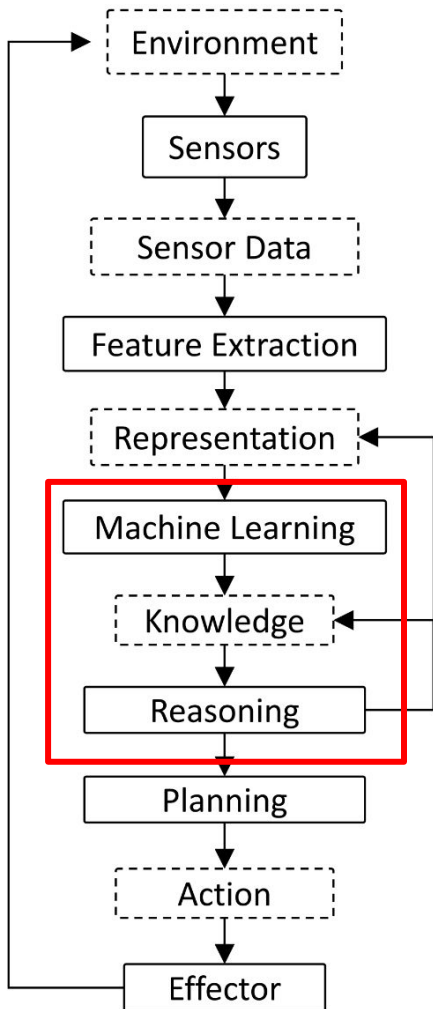 Environment
Sensors
Sensor Data
Feature Extraction
Representation
Machine Learning
Knowledge
Reasoning
Planning
Action
Effector